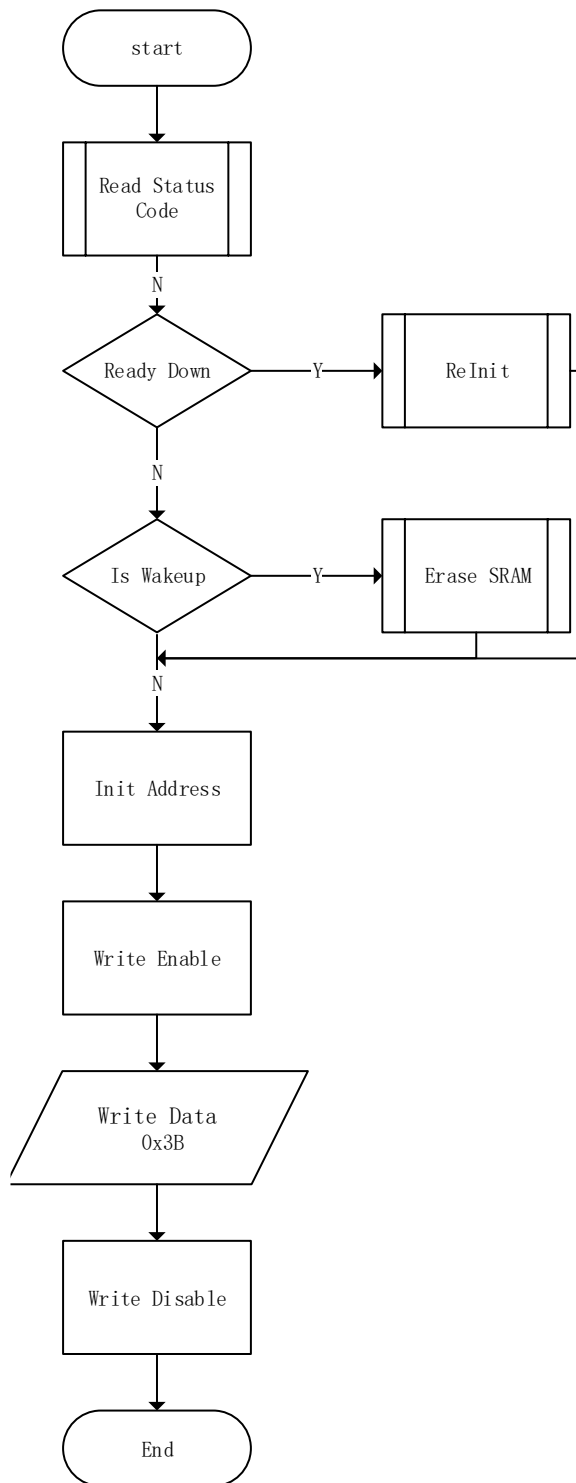 start
Read Status
Code
N
Ready Down
Y
ReInit
N
Is Wakeup
Y
Erase SRAM
N
Init Address
Write Enable
Write Data
0x3B
Write Disable
End